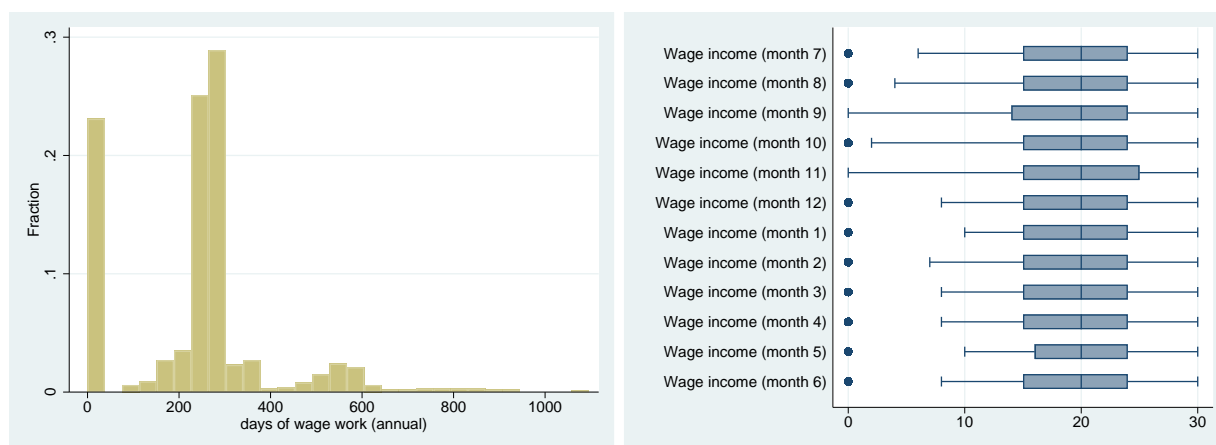 .3
.2
.1
0
Fraction
0 200 400 600 800 1000
days of wage work (annual)
Wage income (month 7)
Wage income (month 8)
Wage income (month 9)
Wage income (month 10)
Wage income (month 11)
Wage income (month 12)
Wage income (month 1)
Wage income (month 2)
Wage income (month 3)
Wage income (month 4)
Wage income (month 5)
Wage income (month 6)
0 10 20 30